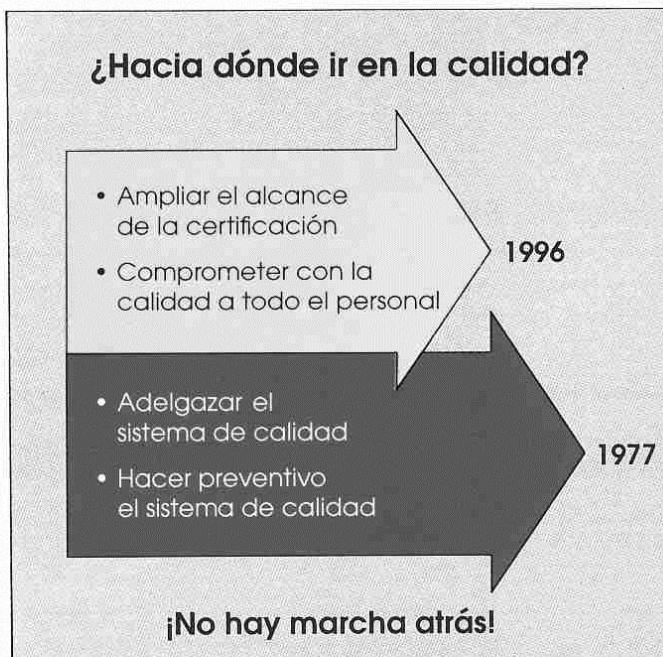 ¿Hacia dónde ir en la calidad?
• Ampliar el alcance
de la certificación
• Comprometer con la
calidad a todo el personal
1996
• Adelgazar el
sistema de calidad
• Hacer preventivo
el sistema de calidad
1977
¡No hay marcha atrás!